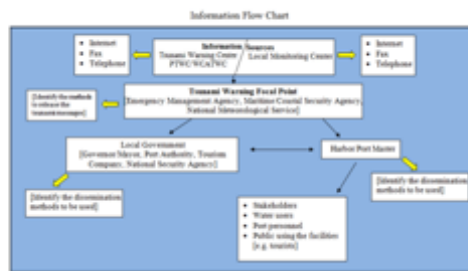 Information Flow Chart
• Internet
• Fax
• Telephone
Information Sources
Tsunami Warning Center
PTWC/WCATWC
Local Monitoring Center
• Internet
• Fax
• Telephone
[Identify the methods
to release the
tsunami messages]
Tsunami Warning Focal Point
[Emergency Management Agency, Maritime/Coastal Security Agency,
National Meteorological Service]
Local Government
[Governor/Mayor, Port Authority, Tourism
Company, National Security Agency]
Harbor/Port Master
[Identify the dissemination
methods to be used]
[Identify the dissemination
methods to be used]
• Stakeholders
• Water users
• Port personnel
• Public using the facilities
[e.g. tourists]